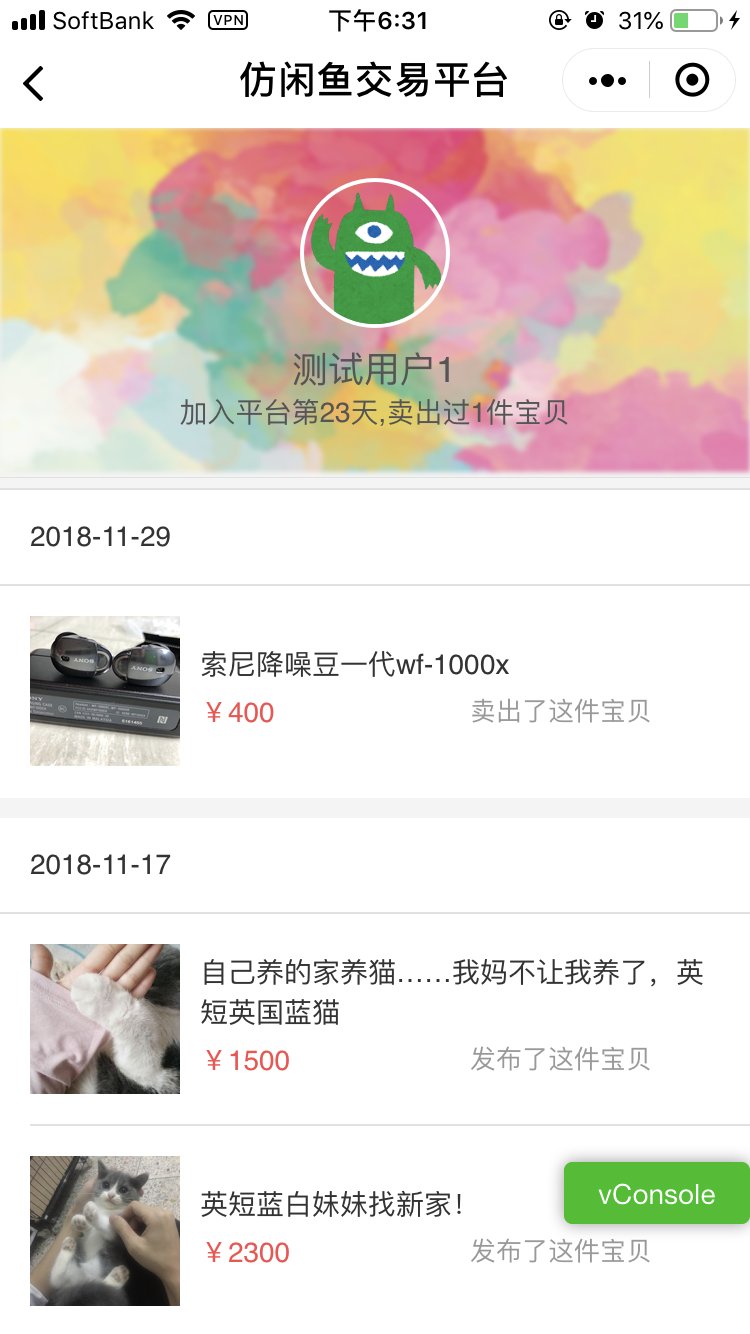 SoftBank VPN 下午6:31 31%
仿闲鱼交易平台
测试用户1
加入平台第23天,卖出过1件宝贝
2018-11-29
SONY SONY
索尼降噪豆一代wf-1000x
￥400 卖出了这件宝贝
2018-11-17
自己养的家养猫……我妈不让我养了，英
短英国蓝猫
￥1500 发布了这件宝贝
英短蓝白妹妹找新家！
vConsole
￥2300 发布了这件宝贝